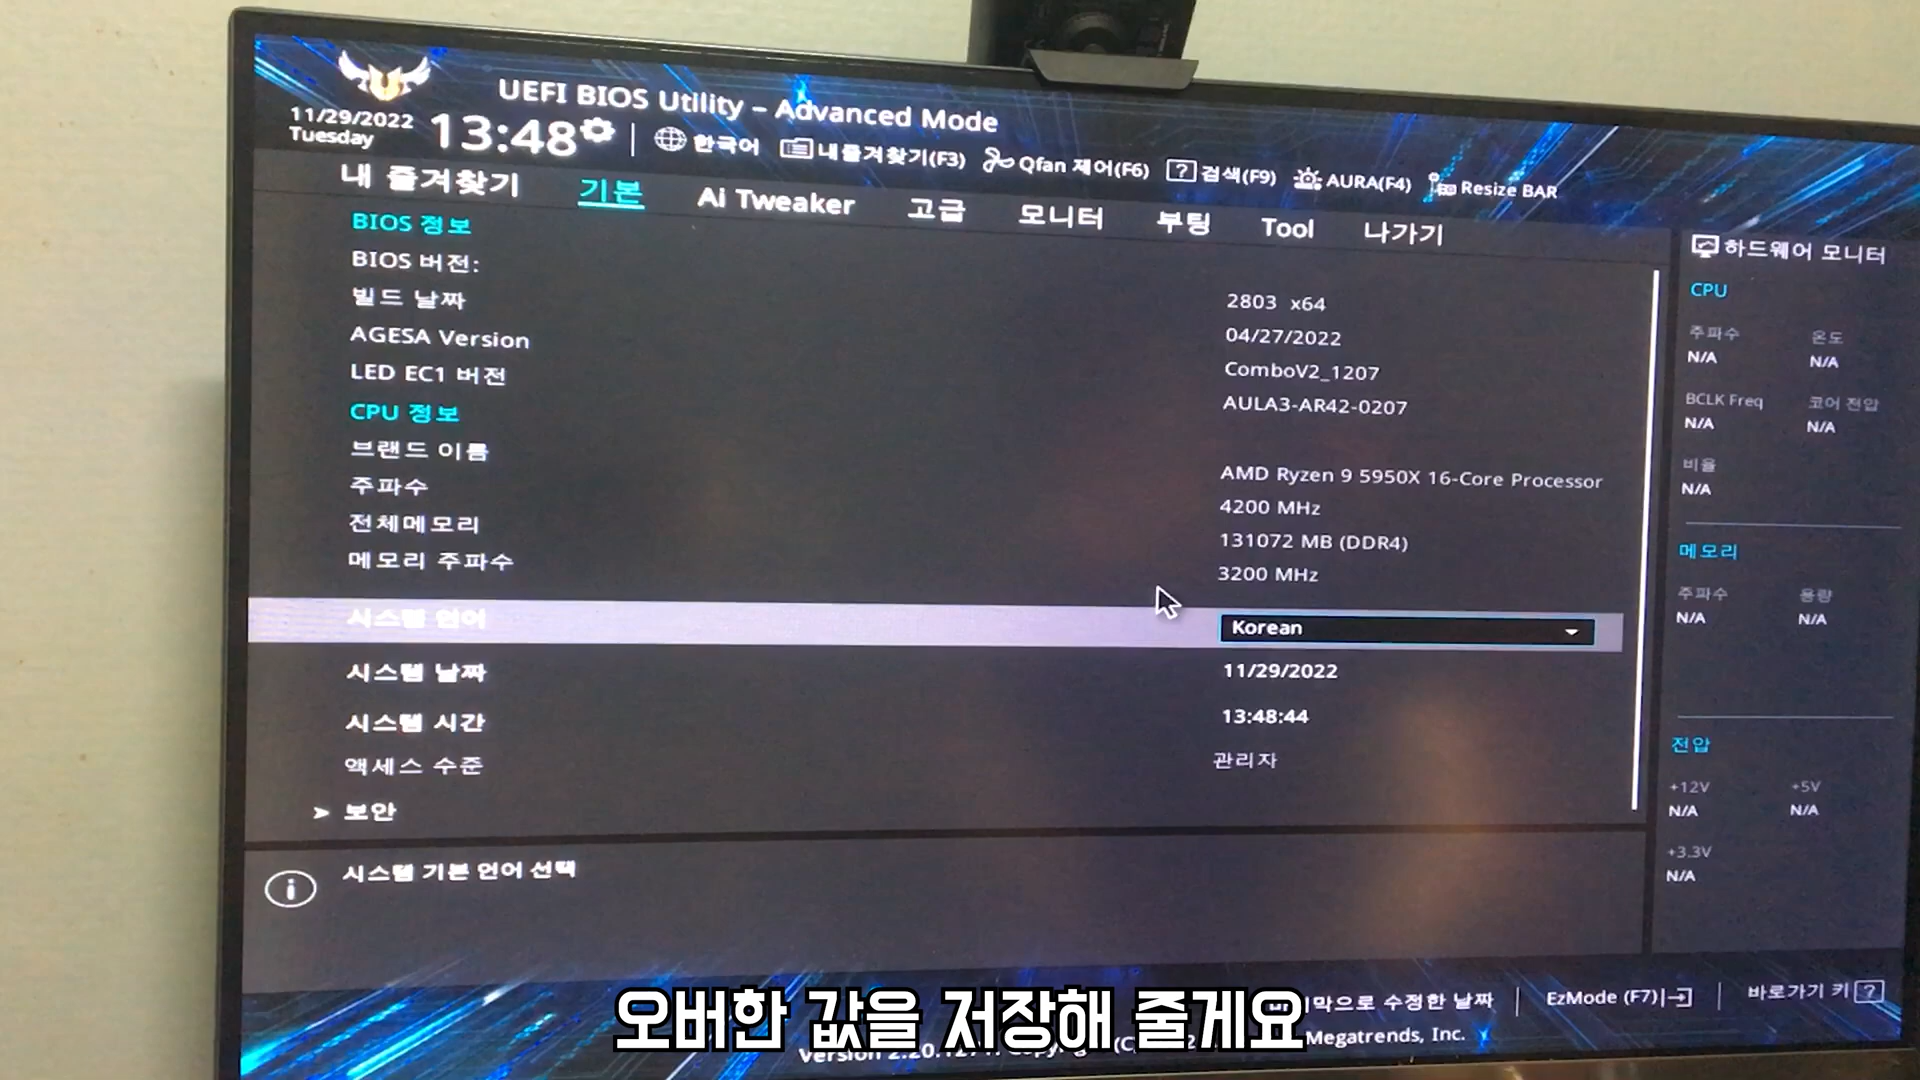 UEFI BIOS Utility – Advanced Mode
11/29/2022
Tuesday
13:48
한국어
내즐겨찾기(F3)
Qfan 제어(F6)
?
검색(F9)
AURA(F4)
Resize BAR
내 즐겨찾기
기본
Ai Tweaker
고급
모니터
부팅
Tool
나가기
BIOS 정보
BIOS 버전:
2803 x64
빌드 날짜
04/27/2022
AGESA Version
ComboV2_1207
LED EC1 버전
AULA3-AR42-0207
CPU 정보
브랜드 이름
AMD Ryzen 9 5950X 16-Core Processor
주파수
4200 MHz
전체메모리
131072 MB (DDR4)
메모리 주파수
3200 MHz
시스템 언어
Korean
시스템 날짜
11/29/2022
시스템 시간
13:48:44
액세스 수준
관리자
보안
시스템 기본 언어 선택
하드웨어 모니터
CPU
주파수 온도
N/A N/A
BCLK Freq 코어 전압
N/A N/A
비율
N/A
메모리
주파수 용량
N/A N/A
전압
+12V +5V
N/A N/A
+3.3V
N/A
수정한 날짜
EzMode (F7)
바로가기 키
?
Version
Megatrends, Inc.
오버한 값을 저장해 줄게요